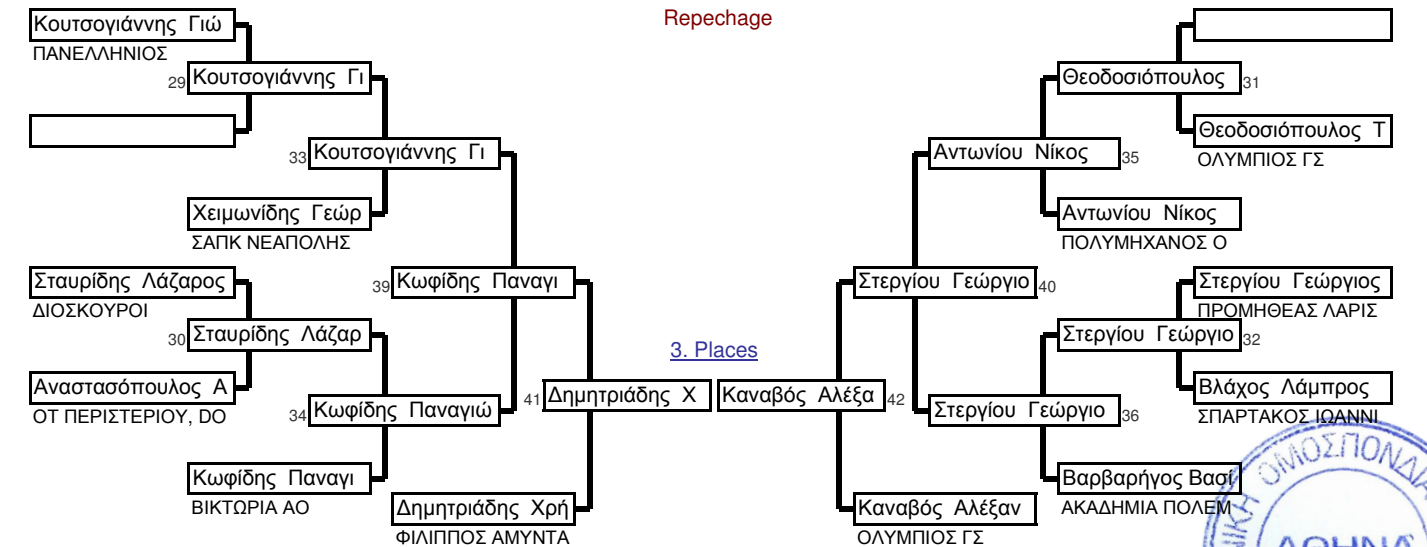 Repechage
Κουτσογιάννης Γιώ
ΠΑΝΕΛΛΗΝΙΟΣ
29 Κουτσογιάννης Γι
33 Κουτσογιάννης Γι
Χειμωνίδης Γεώρ
ΣΑΠΚ ΝΕΑΠΟΛΗΣ
Σταυρίδης Λάζαρος
ΔΙΟΣΚΟΥΡΟΙ
39 Κωφίδης Παναγι
30 Σταυρίδης Λάζαρ
Αναστασόπουλος Α
ΟΤ ΠΕΡΙΣΤΕΡΙΟΥ, DO
34 Κωφίδης Παναγιώ
41 Δημητριάδης Χ
Κωφίδης Παναγι
ΒΙΚΤΩΡΙΑ ΑΟ
Δημητριάδης Χρή
ΦΙΛΙΠΠΟΣ ΑΜΥΝΤΑ
3. Places
Θεοδοσιόπουλος 31
Θεοδοσιόπουλος Τ
ΟΛΥΜΠΙΟΣ ΓΣ
Αντωνίου Νίκος 35
Αντωνίου Νίκος
ΠΟΛΥΜΗΧΑΝΟΣ Ο
Στεργίου Γεώργιο 40
Στεργίου Γεώργιος
ΠΡΟΜΗΘΕΑΣ ΛΑΡΙΣ
Στεργίου Γεώργιο 32
Βλάχος Λάμπρος
ΣΠΑΡΤΑΚΟΣ ΙΩΑΝΝΙ
Καναβός Αλέξα 42
Στεργίου Γεώργιο 36
Βαρβαρήγος Βασί
ΑΚΑΔΗΜΙΑ ΠΟΛΕΜ
Καναβός Αλέξαν
ΟΛΥΜΠΙΟΣ ΓΣ
ΝΙΚΗ ΟΜΟΣΠΟΝΔΙΑ
ΑΘΗΝΑ